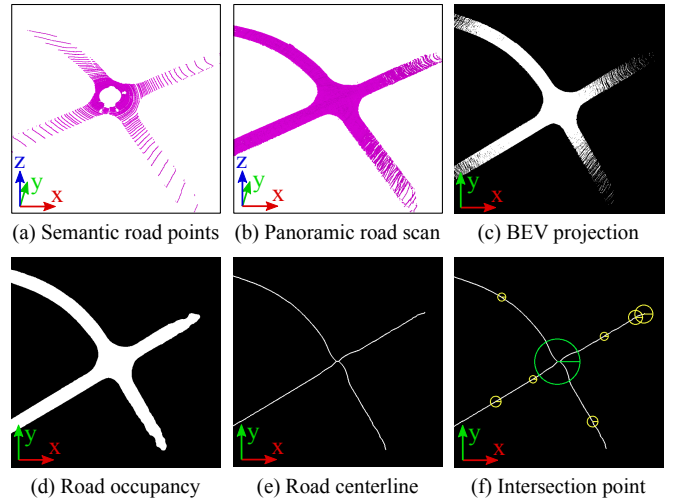 z
y
x
z
y
x
z
y
x
(a) Semantic road points
(b) Panoramic road scan
(c) BEV projection
y
x
y
x
y
x
(d) Road occupancy
(e) Road centerline
(f) Intersection point